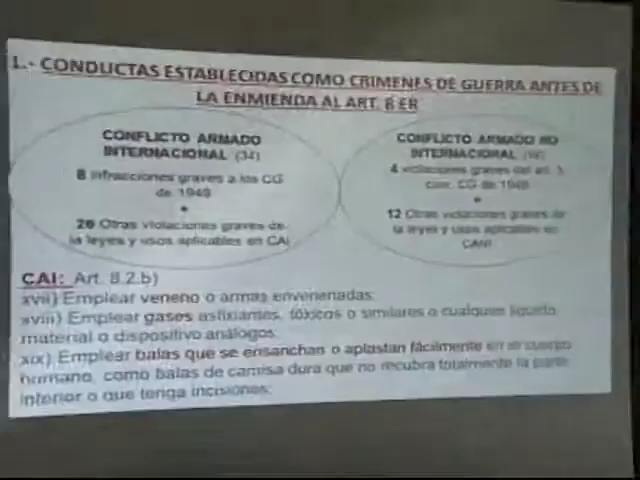 1.- CONDUCTAS ESTABLECIDAS COMO CRIMENES DE GUERRA ANTES DE
LA ENMIENDA AL ART. 8 ER
CONFLICTO ARMADO
INTERNACIONAL (34)
8 infracciones graves a los CG
de 1949
+
26 Otras violaciones graves de
la leyes y usos aplicables en CAI
CONFLICTO ARMADO NO
INTERNACIONAL (16)
4 violaciones graves del art. 3
com. CG de 1949
+
12 Otras violaciones graves de
la leyes y usos aplicables en
CANI
CAI: Art. 8.2.b)
xvii) Emplear veneno o armas envenenadas;
xviii) Emplear gases asfixiantes, tóxicos o similares o cualquier líquido,
material o dispositivo análogos;
xix) Emplear balas que se ensanchan o aplastan fácilmente en el cuerpo
humano, como balas de camisa dura que no recubra totalmente la parte
interior o que tenga incisiones;